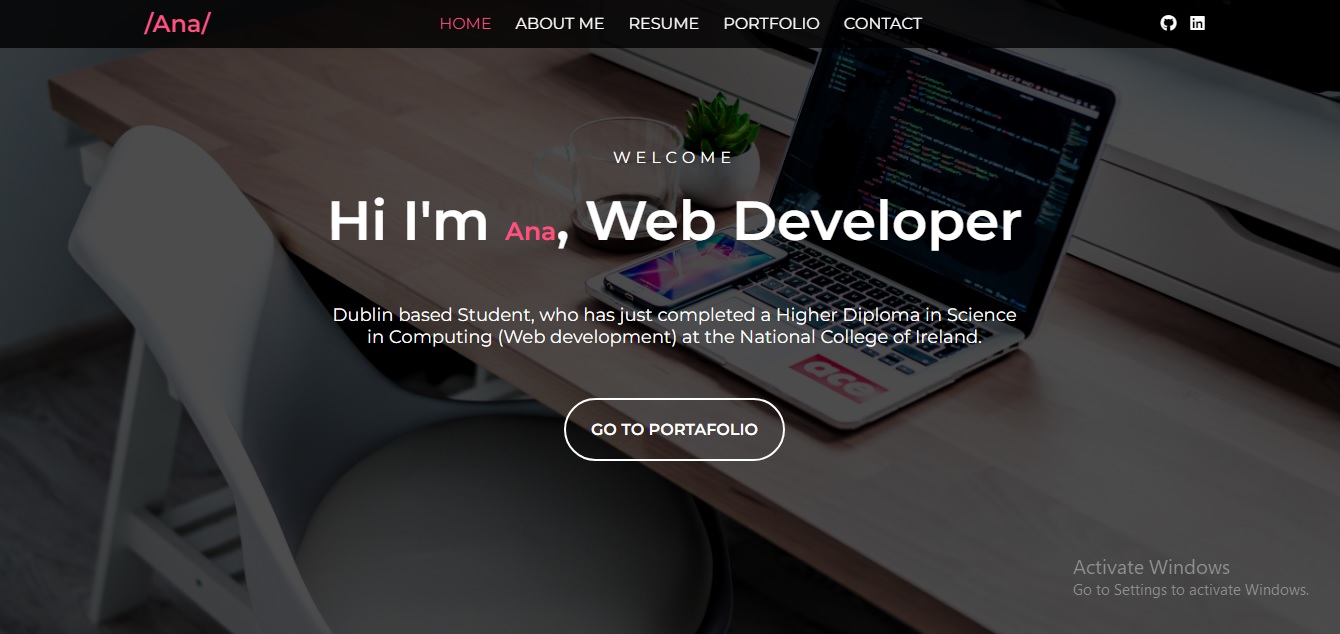 /Ana/
HOME ABOUT ME RESUME PORTFOLIO CONTACT
WELCOME
Hi I'm Ana, Web Developer
Dublin based Student, who has just completed a Higher Diploma in Science
in Computing (Web development) at the National College of Ireland.
ace
GO TO PORTAFOLIO
Activate Windows
Go to Settings to activate Windows.